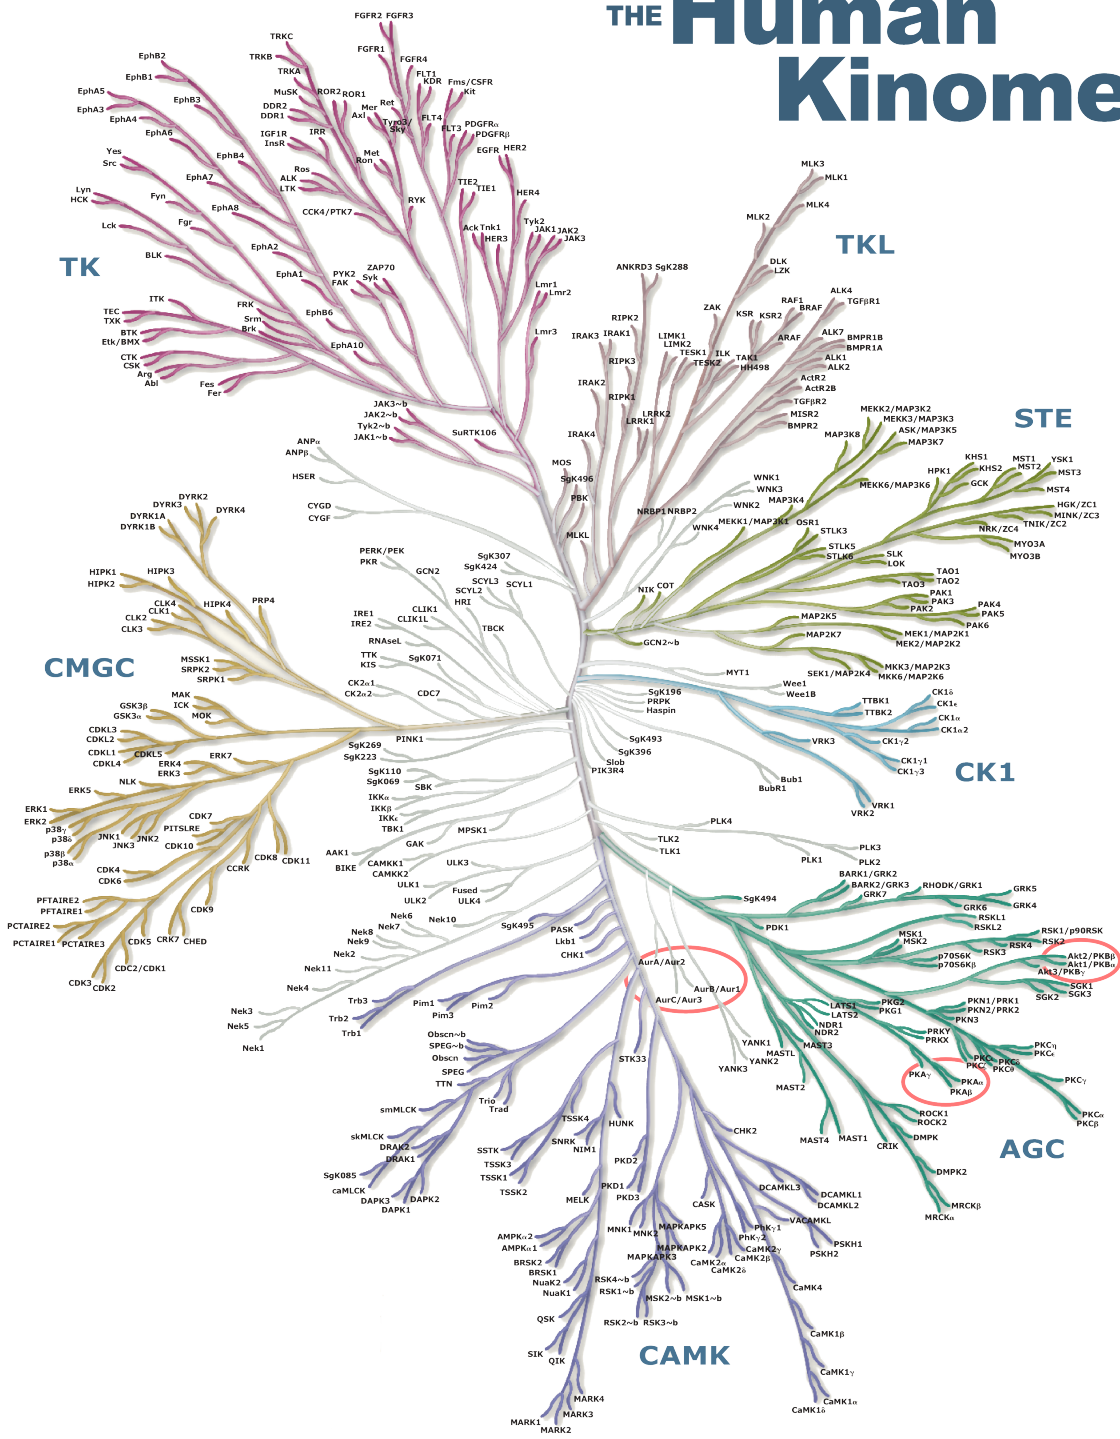 THE Human
Kinome
TK
FGFR2 FGFR3
TRKC
TRKB
FGFR1
FGFR4
EphB2
EphB1
TRKA
FLT1
KDR
Fms/CSFR
Kit
EphA5
EphA3
EphB3
MuSK
ROR2
ROR1
Mer
Ret
Axl
Tyro3/
Sky
FLT4
EphA4
DDR2
DDR1
FLT3
PDGFRα
PDGFRβ
EphA6
IGF1R
InsR
IRR
EGFR
HER2
Yes
Src
EphB4
Met
Ron
Ros
ALK
LTK
EphA7
TIE2
TIE1
HER4
Lyn
HCK
Fyn
EphA8
CCK4/PTK7
RYK
Lck
Fgr
Ack
Tnk1
HER3
Tyk2
JAK1
JAK2
JAK3
BLK
EphA2
EphA1
PYK2
FAK
ZAP70
Syk
Lmr1
Lmr2
ITK
FRK
EphB6
TEC
TXK
Srm
Brk
BTK
Etk/BMX
EphA10
Lmr3
CTK
CSK
Arg
Abl
Fes
Fer
JAK3~b
JAK2~b
Tyk2~b
JAK1~b
SuRTK106
TKL
MLK3
MLK1
MLK4
MLK2
DLK
LZK
ANKRD3
SgK288
ZAK
KSR
KSR2
RAF1
BRAF
ALK4
TGFβR1
RIPK2
IRAK3
IRAK1
LIMK1
LIMK2
TESK1
TESK2
ILK
TAK1
HH498
ARAF
ALK7
BMPR1B
BMPR1A
ALK1
ALK2
RIPK3
IRAK2
RIPK1
LRRK2
LRRK1
ActR2
ActR2B
TGFβR2
MISR2
BMPR2
IRAK4
MOS
SgK496
PBK
MLKL
NRBP1
NRBP2
WNK1
WNK3
WNK2
WNK4
ANPα
ANPβ
HSER
CYGD
CYGF
STE
MEKK2/MAP3K2
MEKK3/MAP3K3
ASK/MAP3K5
MAP3K7
MAP3K8
MEKK6/MAP3K6
MAP3K4
MEKK1/MAP3K1
HPK1
KHS1
KHS2
GCK
MST1
MST2
YSK1
MST3
MST4
HGK/ZC1
MINK/ZC3
TNIK/ZC2
NRK/ZC4
MYO3A
MYO3B
OSR1
STLK3
STLK5
STLK6
SLK
LOK
TAO1
TAO2
TAO3
PAK1
PAK3
PAK2
PAK4
PAK5
PAK6
NIK
COT
MAP2K5
MAP2K7
MEK1/MAP2K1
MEK2/MAP2K2
GCN2~b
SEK1/MAP2K4
MKK3/MAP2K3
MKK6/MAP2K6
CMGC
DYRK2
DYRK3
DYRK1A
DYRK1B
DYRK4
HIPK1
HIPK2
HIPK3
CLK4
CLK1
CLK2
CLK3
HIPK4
PRP4
MSSK1
SRPK2
SRPK1
MAK
ICK
MOK
GSK3β
GSK3α
CDKL3
CDKL2
CDKL1
CDKL5
CDKL4
ERK7
ERK4
ERK3
NLK
ERK5
ERK1
ERK2
p38γ
p38δ
p38β
p38α
JNK1
JNK3
JNK2
CDK7
PITSLRE
CDK10
CDK4
CDK6
CCRK
CDK8
CDK11
PFTAIRE2
PFTAIRE1
PCTAIRE2
PCTAIRE1
PCTAIRE3
CDK9
CDK5
CRK7
CHED
CDC2/CDK1
CDK3
CDK2
PERK/PEK
PKR
GCN2
SgK307
SgK424
SCYL3
SCYL2
SCYL1
HRI
IRE1
IRE2
CLIK1
CLIK1L
TBCK
RNAseL
TTK
KIS
SgK071
CK2α1
CK2α2
CDC7
PINK1
SgK269
SgK223
SgK110
SgK069
SBK
IKKα
IKKβ
IKKε
TBK1
MPSK1
GAK
AAK1
BIKE
CAMKK1
CAMKK2
ULK3
ULK1
ULK2
Fused
ULK4
Nek10
Nek6
Nek7
Nek8
Nek9
Nek2
Nek11
Nek4
Nek3
Nek5
Nek1
MYT1
Wee1
Wee1B
SgK196
PRPK
Haspin
SgK493
SgK396
Slob
PIK3R4
Bub1
BubR1
CK1
TTBK1
TTBK2
CK1δ
CK1ε
CK1α
CK1α2
CK1γ2
CK1γ1
CK1γ3
VRK3
VRK1
VRK2
PLK4
PLK3
PLK1
PLK2
TLK2
TLK1
AGC
BARK1/GRK2
BARK2/GRK3
GRK7
RHODK/GRK1
GRK5
GRK6
GRK4
SgK494
PDK1
RSKL1
RSKL2
MSK1
MSK2
RSK1/p90RSK
RSK2
RSK4
RSK3
p70S6K
p70S6Kβ
Akt2/PKBβ
Akt1/PKBα
Akt3/PKBγ
SGK1
SGK2
SGK3
LATS1
LATS2
NDR1
NDR2
PKG2
PKG1
PKN1/PRK1
PKN2/PRK2
PKN3
PRKY
PRKX
MAST3
MASTL
MAST2
PKAγ
PKAα
PKAβ
PKCζ
PKCδ
PKCθ
PKCη
PKCε
PKCγ
PKCα
PKCβ
MAST4
MAST1
ROCK1
ROCK2
CRIK
DMPK
DMPK2
MRCKβ
MRCKα
AurA/Aur2
AurB/Aur1
AurC/Aur3
YANK1
YANK2
YANK3
CAMK
SgK495
PASK
Lkb1
CHK1
Trb3
Trb2
Trb1
Pim1
Pim2
Pim3
Obscn~b
SPEG~b
Obscn
SPEG
TTN
STK33
smMLCK
Trio
Trad
skMLCK
DRAK2
DRAK1
SgK085
caMLCK
DAPK3
DAPK2
DAPK1
TSSK4
SSTK
TSSK3
TSSK1
TSSK2
SNRK
NIM1
HUNK
CHK2
PKD2
PKD1
PKD3
MELK
CASK
DCAMKL3
DCAMKL1
DCAMKL2
VACAMKL
MNK1
MNK2
MAPKAPK5
MAPKAPK2
MAPKAPK3
PhKγ1
PhKγ2
PSKH1
PSKH2
CaMK2γ
CaMK2β
CaMK2α
CaMK2δ
AMPKα2
AMPKα1
BRSK2
BRSK1
NuaK2
NuaK1
RSK4~b
RSK1~b
MSK2~b
MSK1~b
RSK2~b
RSK3~b
QSK
SIK
QIK
CaMK4
CaMK1β
CaMK1γ
CaMK1α
CaMK1δ
MARK4
MARK3
MARK1
MARK2